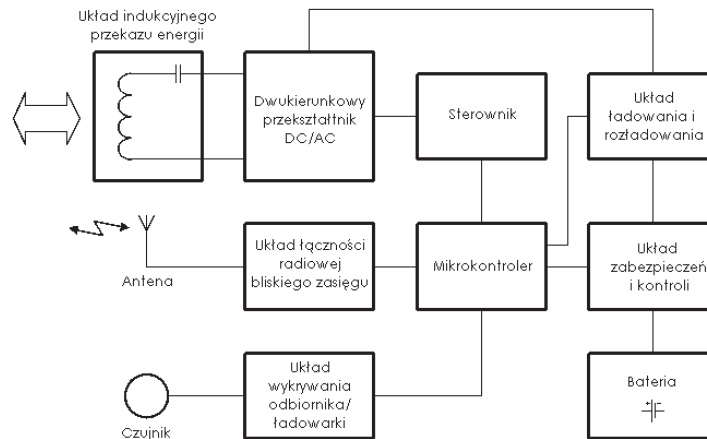 Układ indukcyjnego
przekazu energii
Dwukierunkowy
przekształtnik
DC/AC
Sterownik
Układ
ładowania i
rozładowania
Antena
Układ łączności
radiowej
bliskiego zasięgu
Mikrokontroler
Układ
zabezpieczeń
i kontroli
Czujnik
Układ
wykrywania
odbiornika/
ładowarki
Bateria